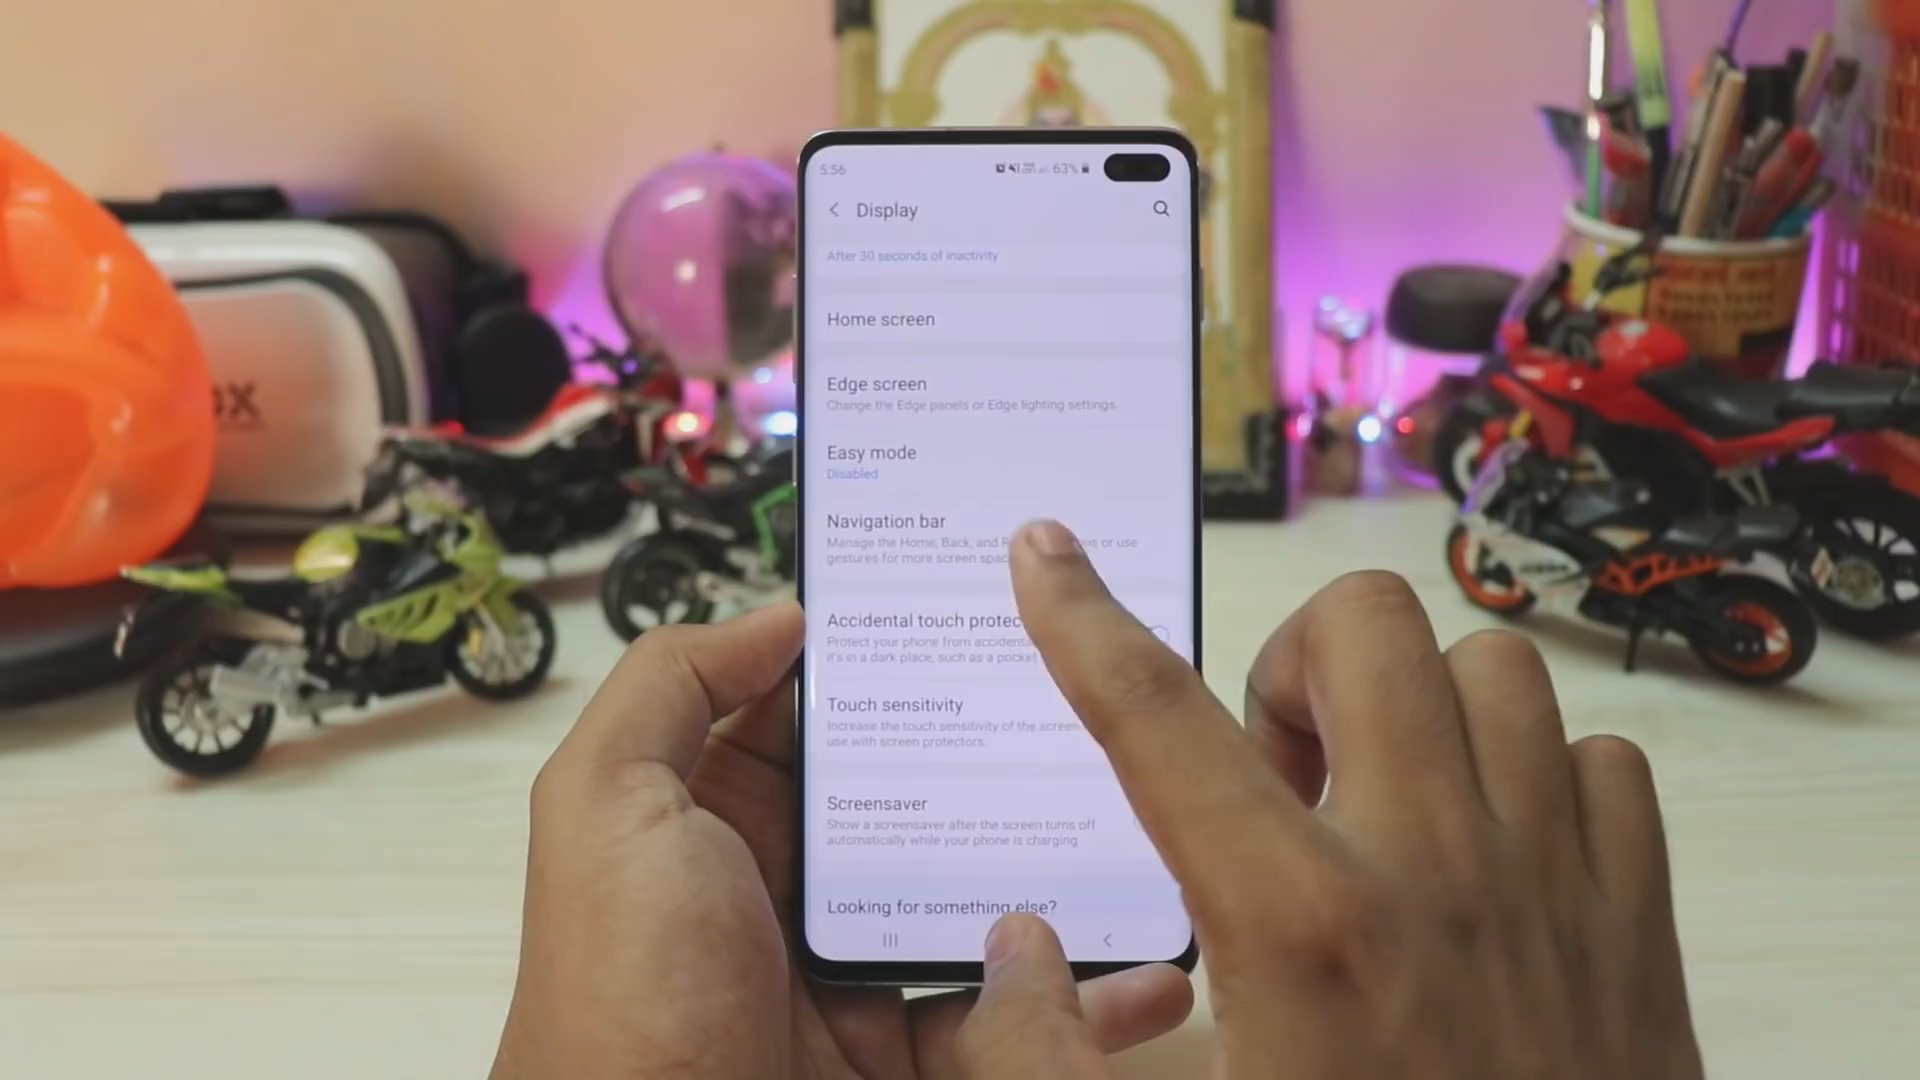 5:56 63%
Display
After 30 seconds of inactivity
Home screen
Edge screen
Change the Edge panels or Edge lighting settings.
Easy mode
Disabled
Navigation bar
Manage the Home, Back, and or use
gestures for more screen
Accidental touch
Protect your phone from
it's in a dark place, such as a pocket
Touch sensitivity
Increase the touch sensitivity of the screen
use with screen protectors.
Screensaver
Show a screensaver after the screen turns off
automatically while your phone is charging
Looking for something else?